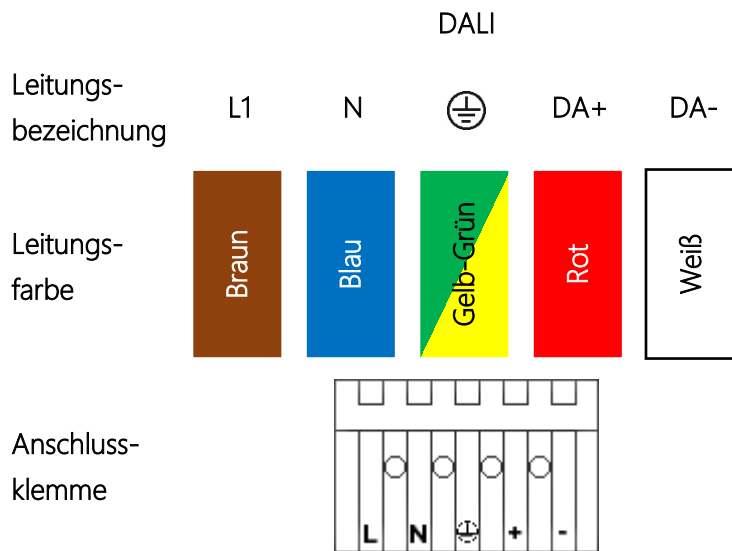 DALI
Leitungs-
bezeichnung
L1 N DA+ DA-
Leitungs-
farbe
Braun Blau Gelb-Grün Rot Weiß
Anschluss-
klemme
L N + -